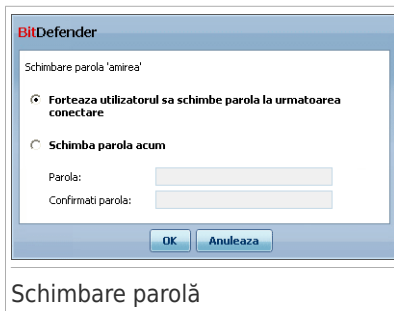 BitDefender
Schimbare parola 'amirea'
Forteaza utilizatorul sa schimbe parola la urmatoarea
conectare
Schimba parola acum
Parola:
Confirmati parola:
OK Anuleaza
Schimbare parolă